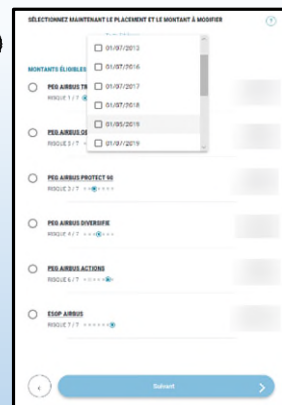 SÉLECTIONNEZ MAINTENANT LE PLACEMENT ET LE MONTANT À MODIFIER
?
01/07/2013
01/07/2016
01/07/2017
01/07/2018
01/05/2019
01/07/2019
MONTANTS ÉLIGIBLES
PEG AIRBUS
RISQUE 1 / 7
PEG AIRBUS
RISQUE 3 / 7
PEG AIRBUS PROTECT 90
RISQUE 3 / 7
PEG AIRBUS DIVERSIFIE
RISQUE 4 / 7
PEG AIRBUS ACTIONS
RISQUE 6 / 7
ESOP AIRBUS
RISQUE 7 / 7
Suivant